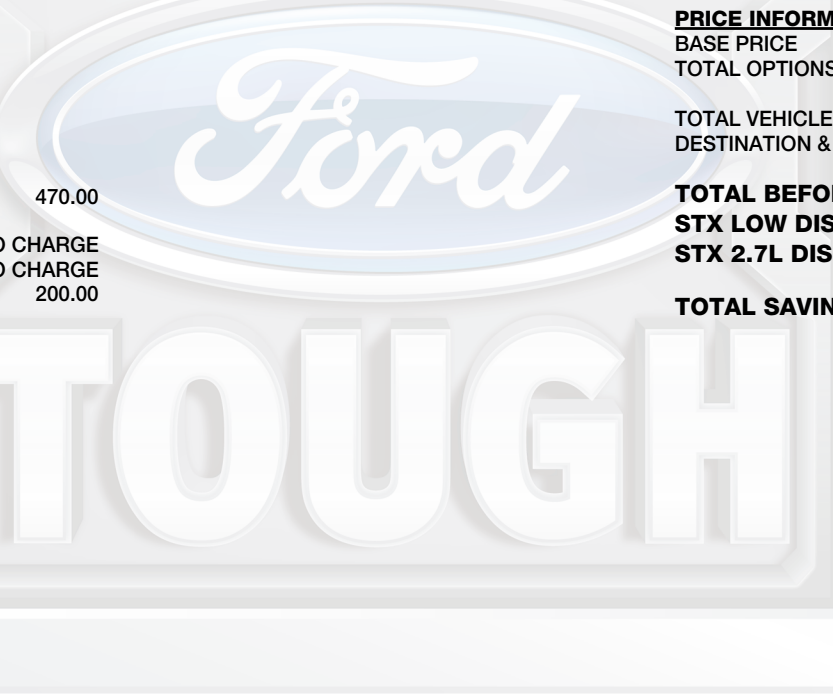 470.00
O CHARGE
O CHARGE
200.00
Ford
TOUGH
PRICE INFORM
BASE PRICE
TOTAL OPTIONS
TOTAL VEHICLE
DESTINATION &
TOTAL BEFO
STX LOW DIS
STX 2.7L DIS
TOTAL SAVIN